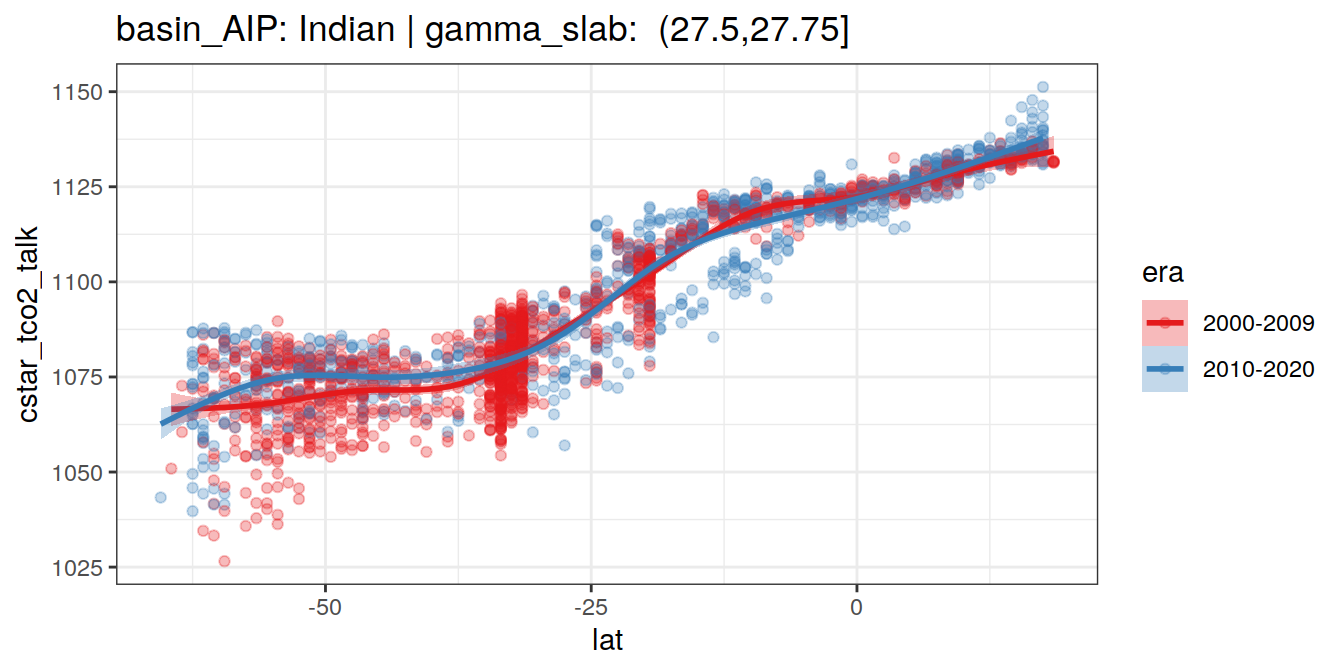 basin_AIP: Indian | gamma_slab:  (27.5,27.75]
1150
1125
1100
1075
1050
1025
cstar_tco2_talk
-50
-25
0
lat
era
2000-2009
2010-2020